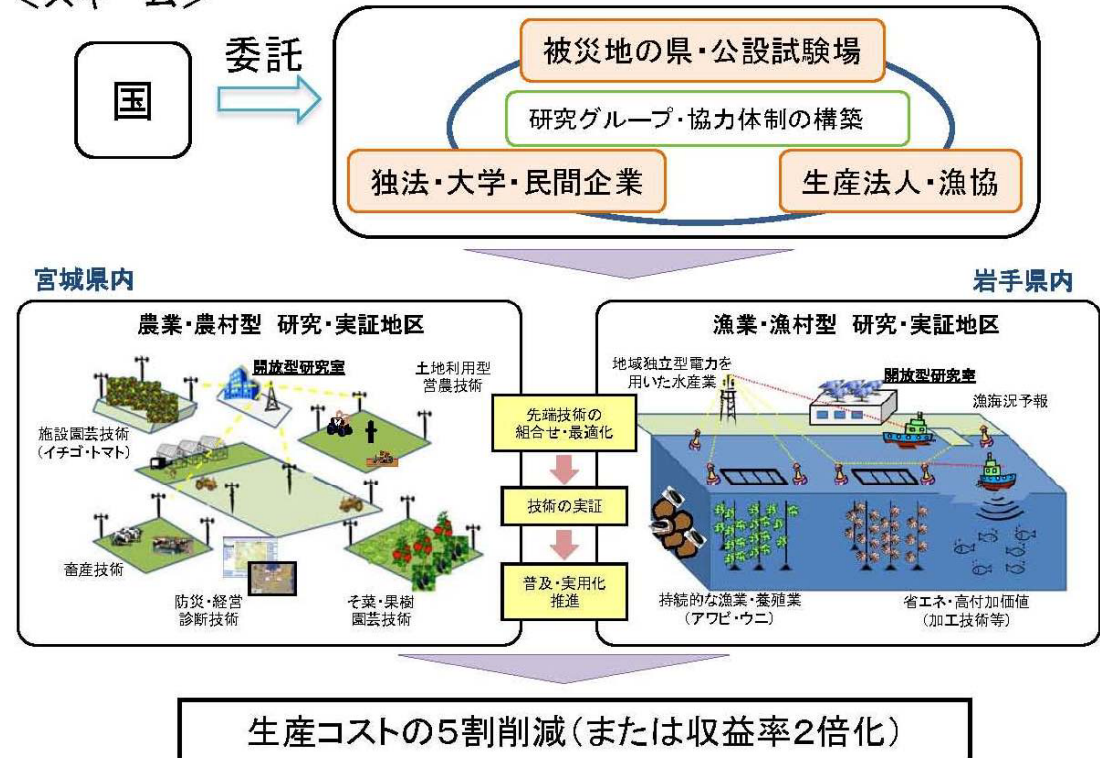 <スキーム>
国
委託
被災地の県・公設試験場
研究グループ・協力体制の構築
独法・大学・民間企業
生産法人・漁協
宮城県内
岩手県内
農業・農村型 研究・実証地区
開放型研究室
土地利用型
営農技術
施設園芸技術
(イチゴ・トマト)
畜産技術
防災・経営
診断技術
そ菜・果樹
園芸技術
先端技術の
組合せ・最適化
技術の実証
普及・実用化
推進
漁業・漁村型 研究・実証地区
地域独立型電力を
用いた水産業
開放型研究室
漁海況予報
持続的な漁業・養殖業
(アワビ・ウニ)
省エネ・高付加価値
(加工技術等)
生産コストの5割削減(または収益率2倍化)